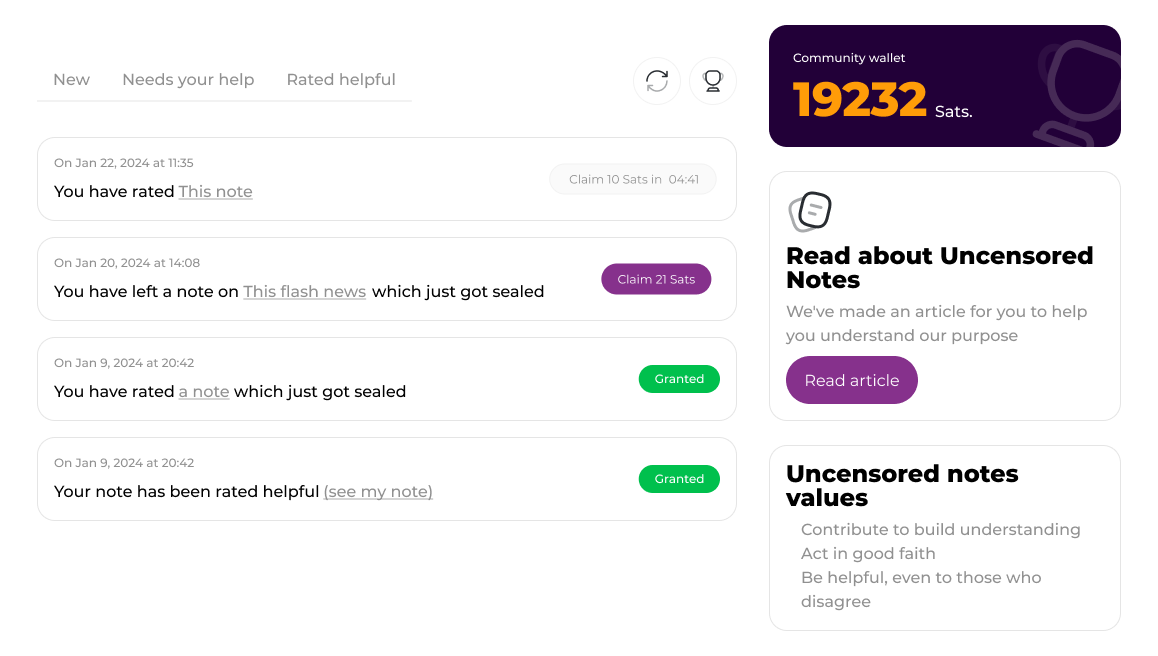 New Needs your help Rated helpful
On Jan 22, 2024 at 11:35
You have rated This note
Claim 10 Sats in 04:41
On Jan 20, 2024 at 14:08
You have left a note on This flash news which just got sealed
Claim 21 Sats
On Jan 9, 2024 at 20:42
You have rated a note which just got sealed
Granted
On Jan 9, 2024 at 20:42
Your note has been rated helpful (see my note)
Granted
Community wallet
19232 Sats.
Read about Uncensored
Notes
We've made an article for you to help
you understand our purpose
Read article
Uncensored notes
values
Contribute to build understanding
Act in good faith
Be helpful, even to those who
disagree